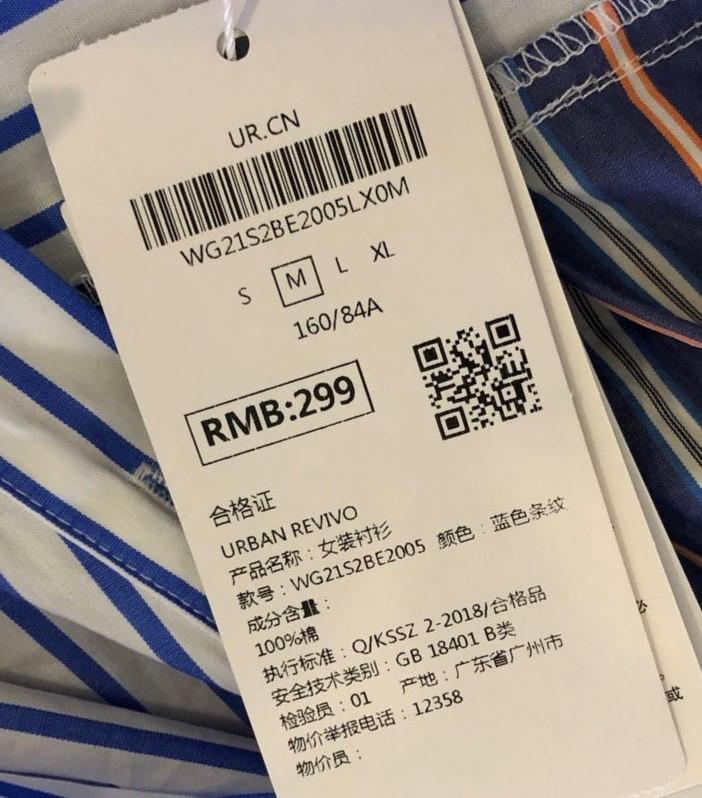 UR.CN
WG21S2BE2005LX0M
S M L XL
160/84A
RMB:299
合格证
URBAN REVIVO
产品名称：女装衬衫
款号：WG21S2BE2005 颜色：蓝色条纹
成分含量：
100%棉
执行标准：Q/KSSZ 2-2018/合格品
安全技术类别：GB 18401 B类
检验员：01 产地：广东省广州市
物价举报电话：12358
物价员：
或